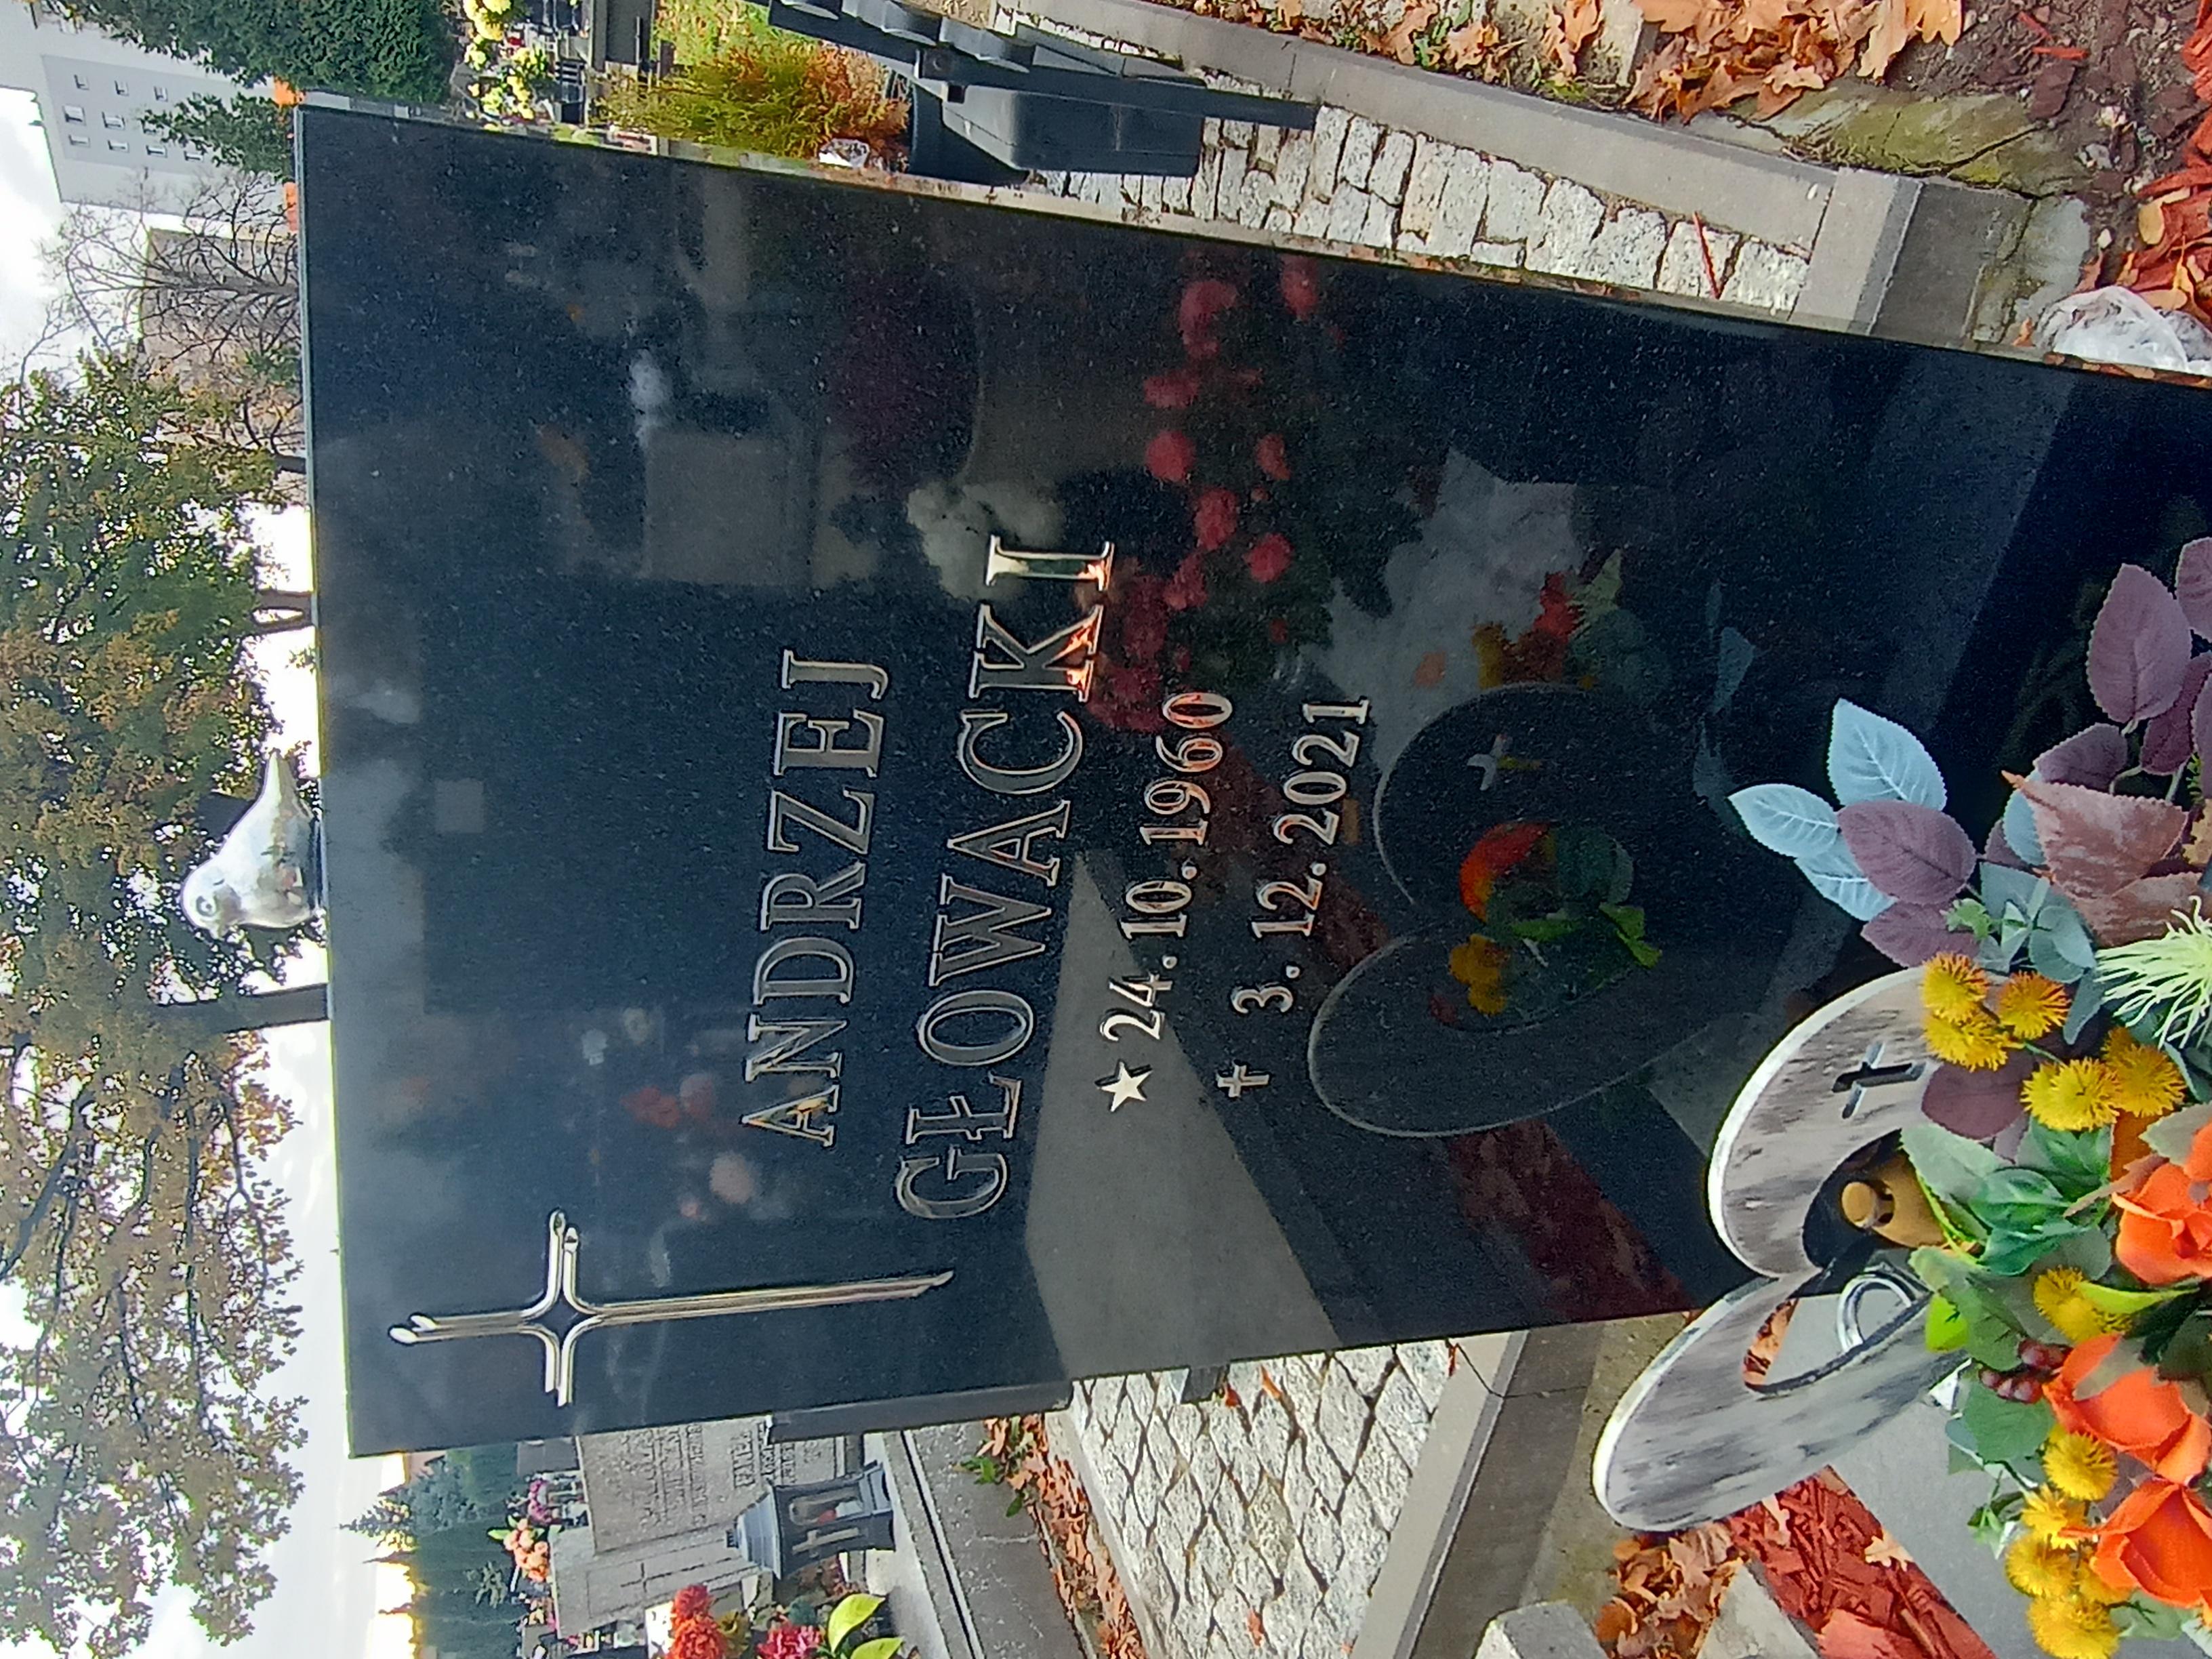 ANDRZEJ
GŁOWACKI
★ 24. 10. 1960
✝ 3. 12. 2021